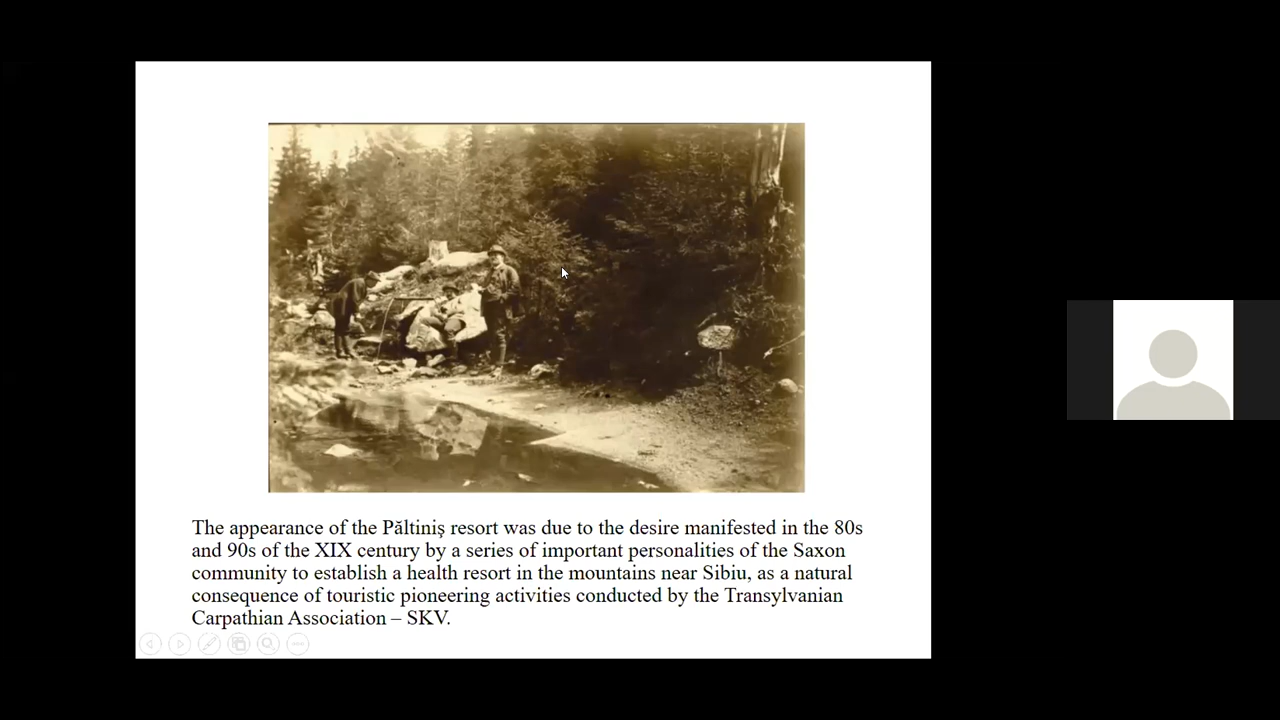 The appearance of the Păltiniş resort was due to the desire manifested in the 80s
and 90s of the XIX century by a series of important personalities of the Saxon
community to establish a health resort in the mountains near Sibiu, as a natural
consequence of touristic pioneering activities conducted by the Transylvanian
Carpathian Association – SKV.